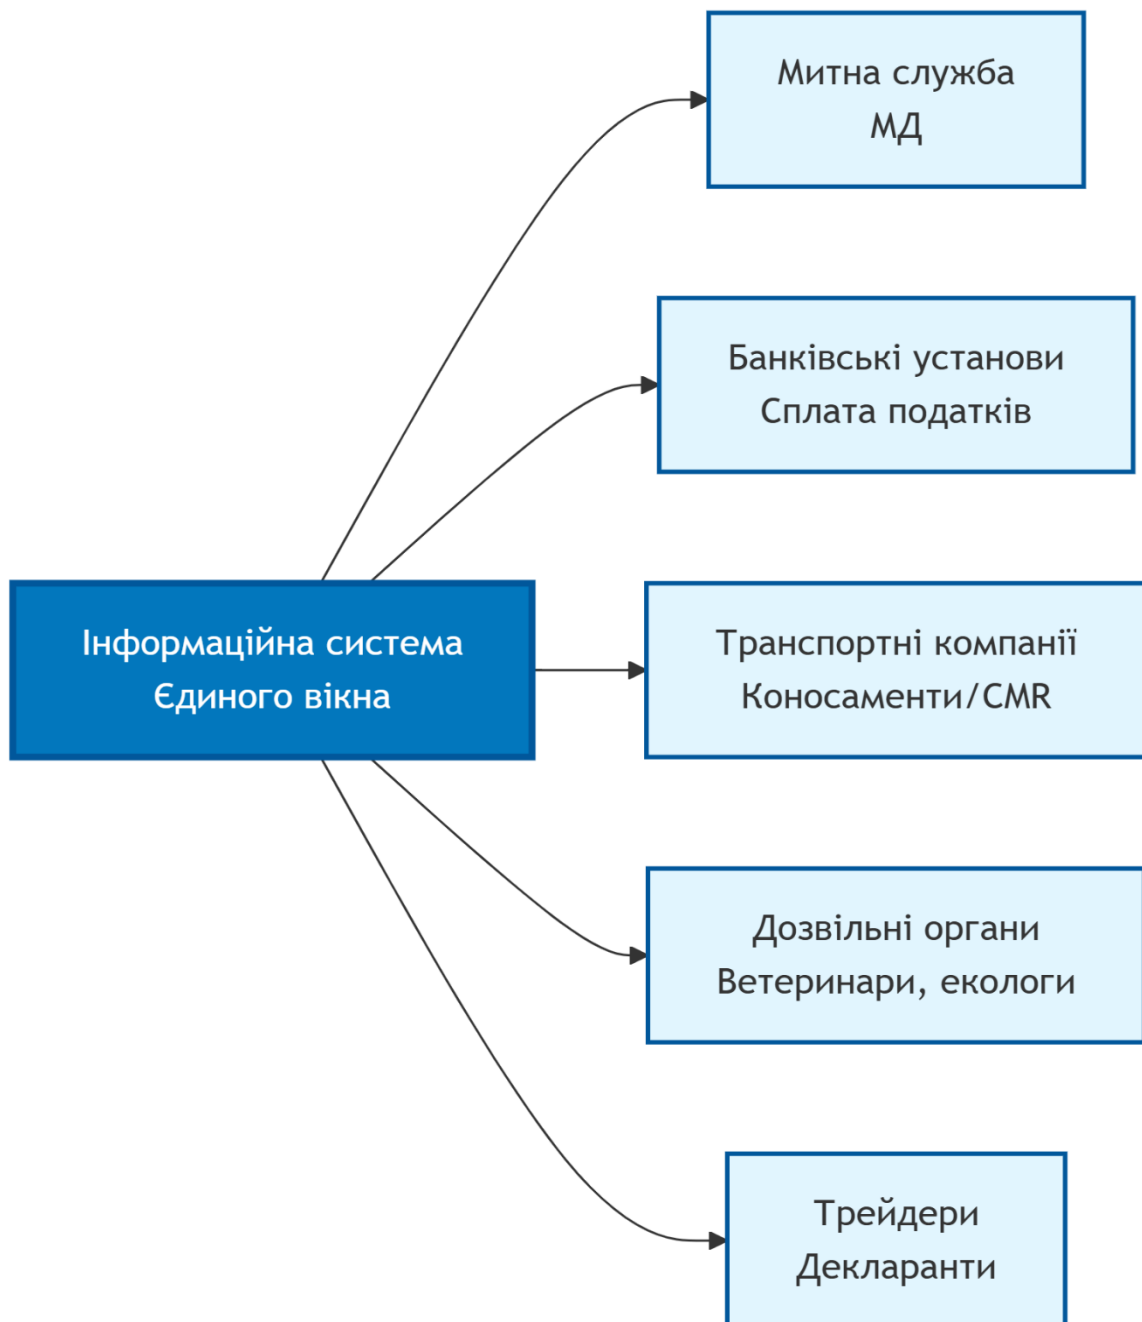 Митна служба
МД
Банківські установи
Сплата податків
Інформаційна система
Єдиного вікна
Транспортні компанії
Коносаменти/CMR
Дозвільні органи
Ветеринари, екологи
Трейдери
Декларанти